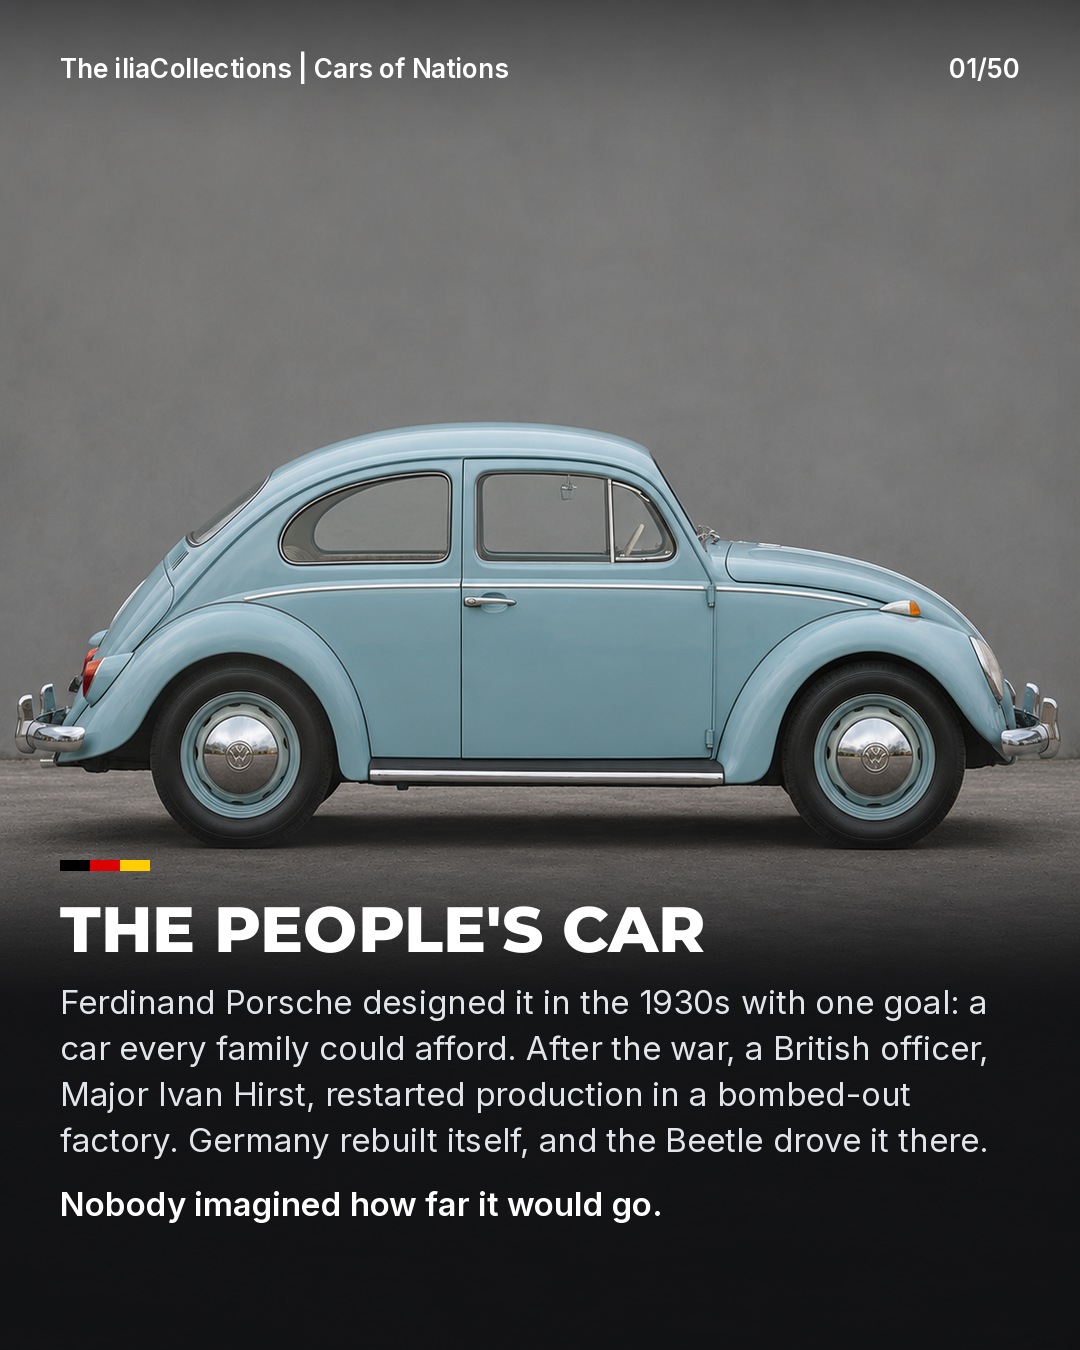 The iliaCollections | Cars of Nations
01/50
THE PEOPLE'S CAR
Ferdinand Porsche designed it in the 1930s with one goal: a
car every family could afford. After the war, a British officer,
Major Ivan Hirst, restarted production in a bombed-out
factory. Germany rebuilt itself, and the Beetle drove it there.
Nobody imagined how far it would go.